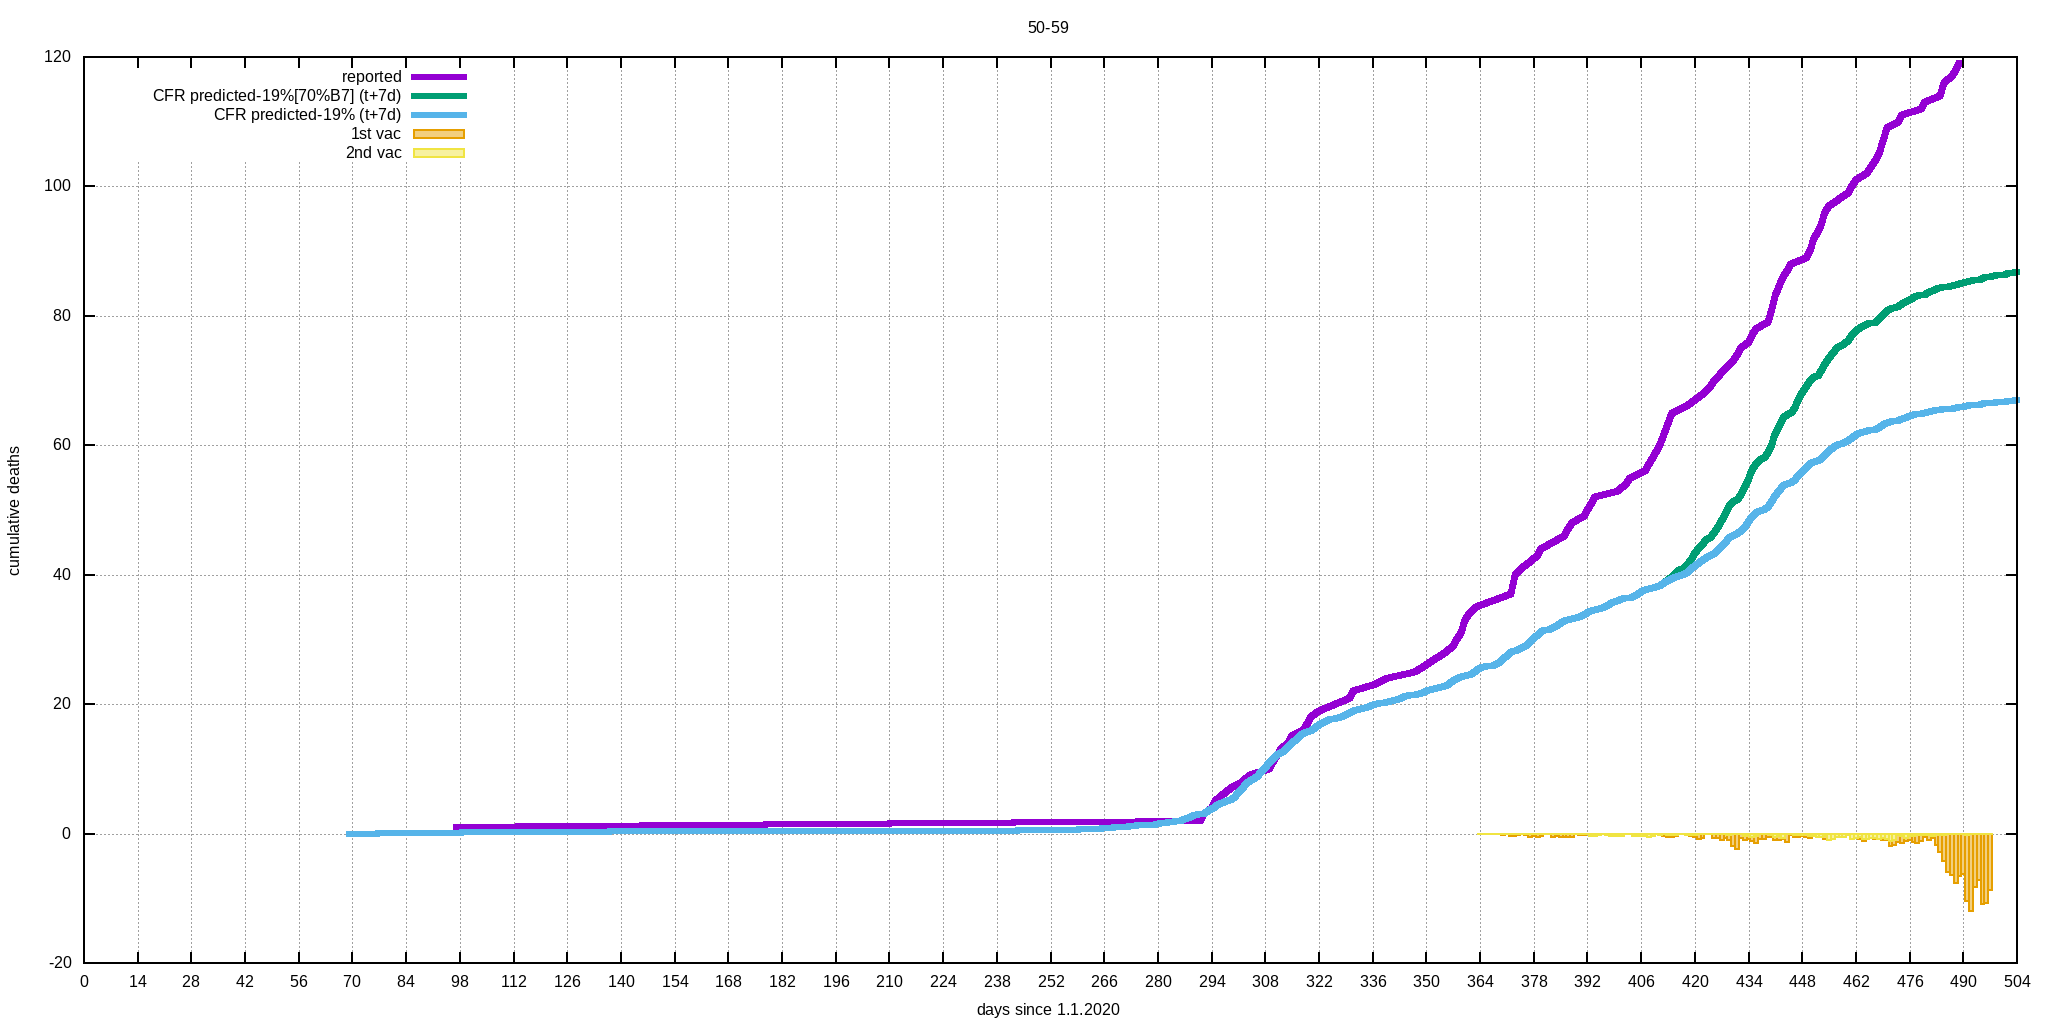 50-59
120
100
80
60
40
20
0
-20
cumulative deaths
reported
CFR predicted-19%[70%B7] (t+7d)
CFR predicted-19% (t+7d)
1st vac
2nd vac
0 14 28 42 56 70 84 98 112 126 140 154 168 182 196 210 224 238 252 266 280 294 308 322 336 350 364 378 392 406 420 434 448 462 476 490 504
days since 1.1.2020